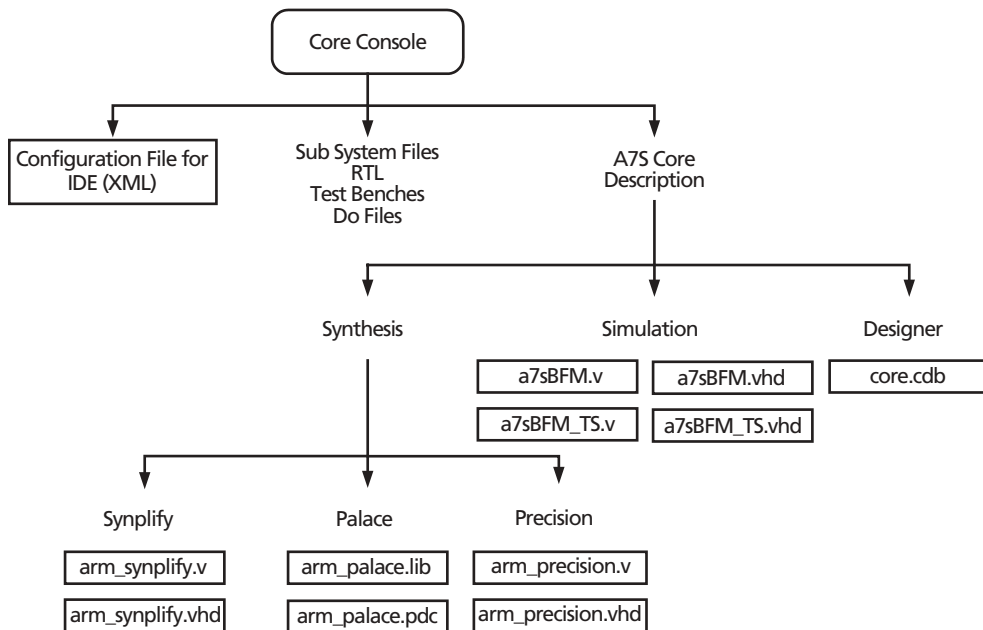 Core Console
Configuration File for
IDE (XML)
Sub System Files
RTL
Test Benches
Do Files
A7S Core
Description
Synthesis
Simulation
Designer
a7sBFM.v
a7sBFM.vhd
core.cdb
a7sBFM_TS.v
a7sBFM_TS.vhd
Synplify
Palace
Precision
arm_synplify.v
arm_palace.lib
arm_precision.v
arm_synplify.vhd
arm_palace.pdc
arm_precision.vhd